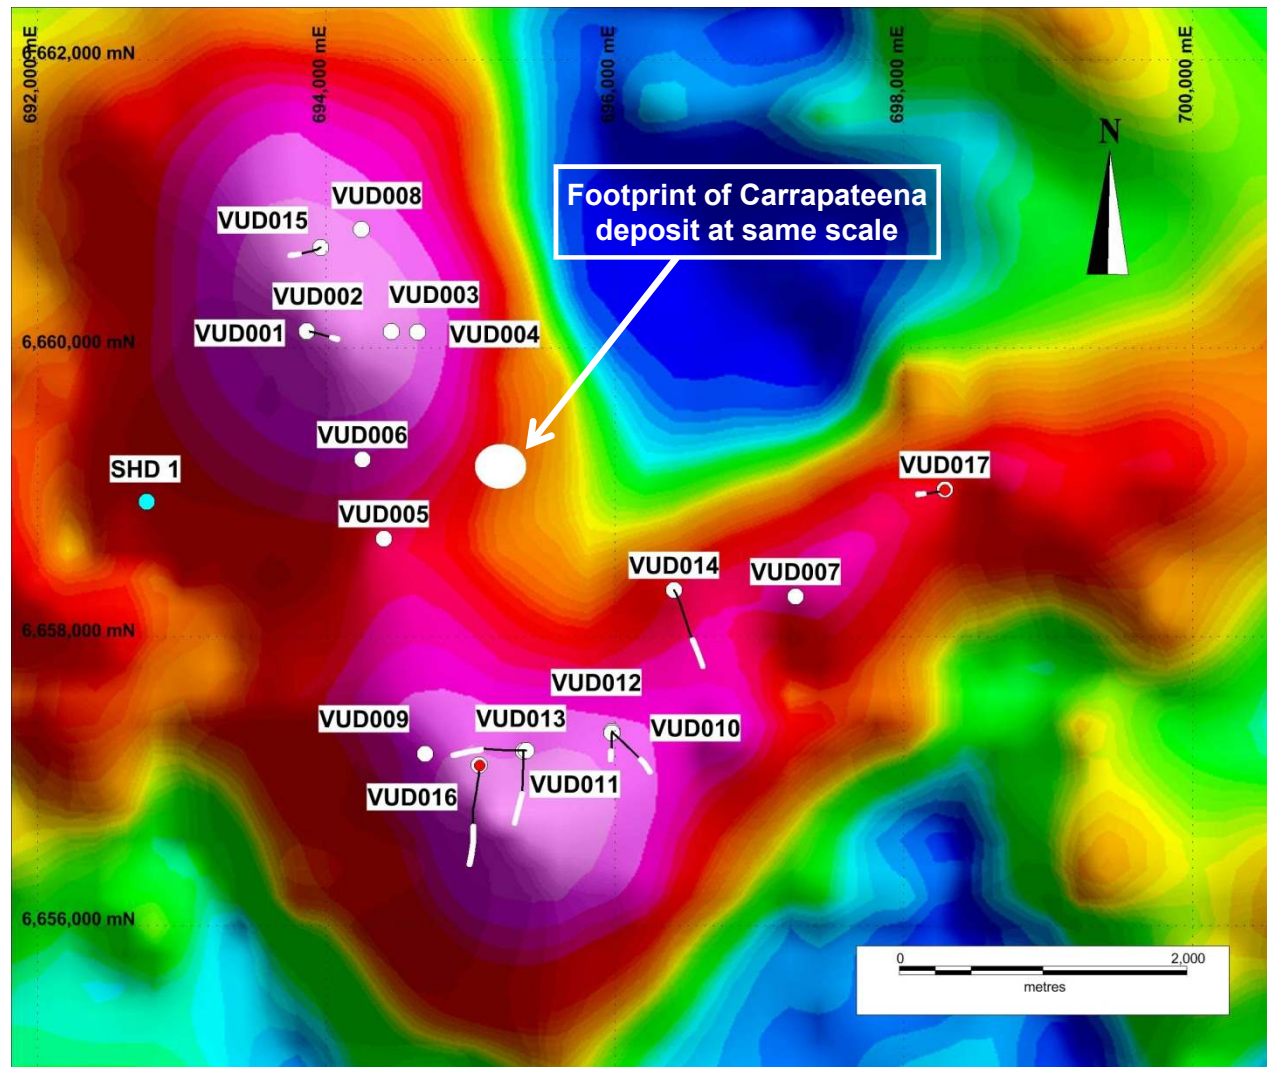 692,000 mE
694,000 mE
696,000 mE
698,000 mE
700,000 mE
6,662,000 mN
N
Footprint of Carrapateena
deposit at same scale
VUD008
VUD015
VUD002
VUD003
VUD001
VUD004
6,660,000 mN
VUD006
SHD 1
VUD017
VUD005
VUD014
VUD007
6,658,000 mN
VUD012
VUD009
VUD013
VUD010
VUD011
VUD016
6,656,000 mN
0
2,000
metres